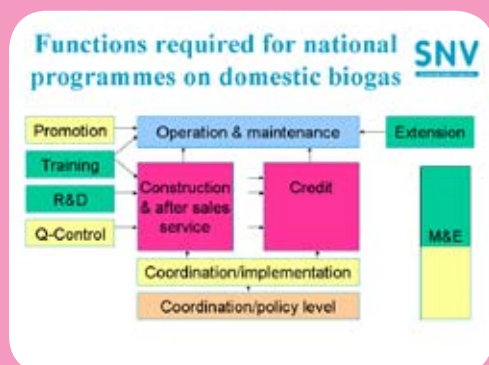 Functions required for national
programmes on domestic biogas
SNV
Promotion
Operation & maintenance
Extension
Training
Construction
& after sales
service
Credit
R&D
Q-Control
M&E
Coordination/implementation
Coordination/policy level